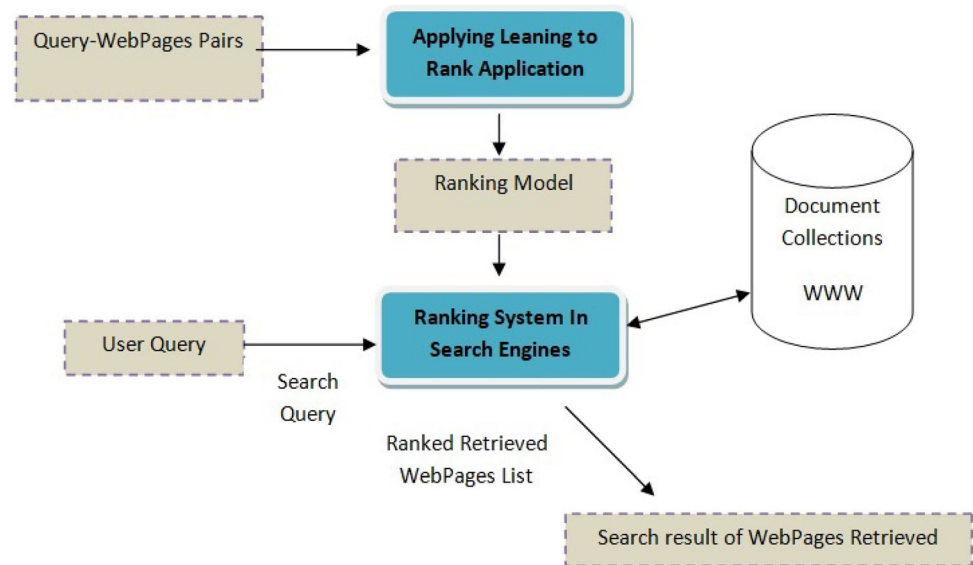 Query-WebPages Pairs
Applying Leaning to
Rank Application
Ranking Model
Document
Collections
WWW
Ranking System In
Search Engines
User Query
Search
Query
Ranked Retrieved
WebPages List
Search result of WebPages Retrieved